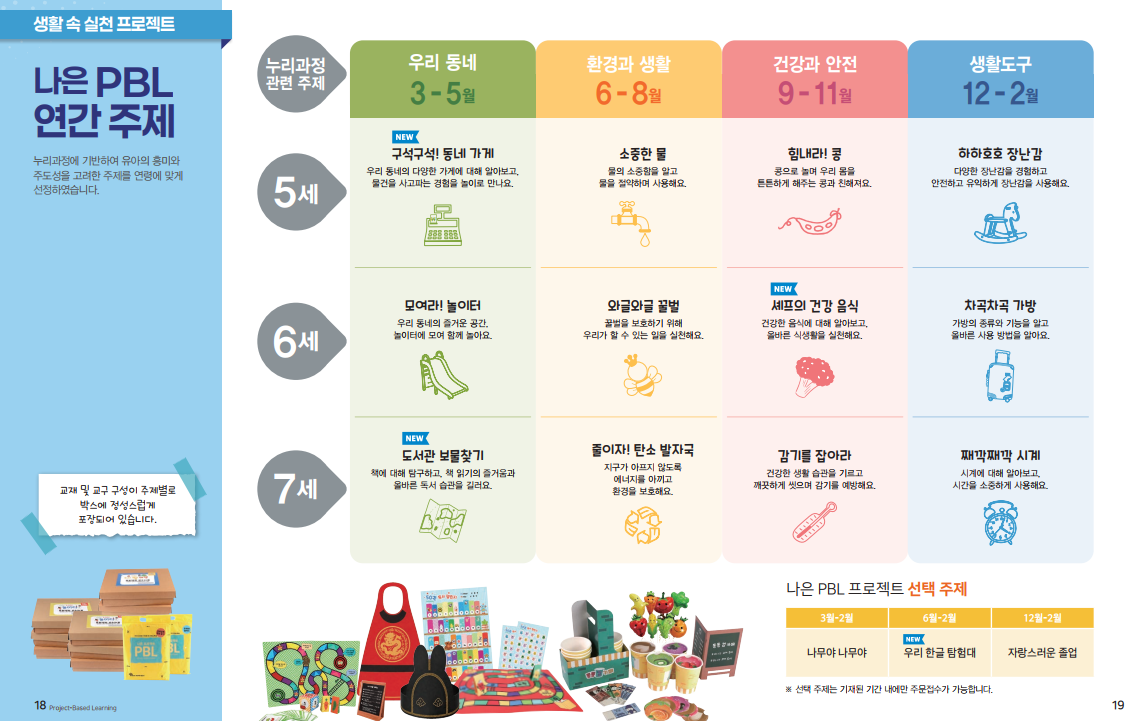 생활 속 실천 프로젝트
나은 PBL
연간 주제
누리과정에 기반하여 유아의 흥미와
주도성을 고려한 주제를 연령에 맞게
선정하였습니다.
교재 및 교구 구성이 주제별로
박스에 정성스럽게
포장되어 있습니다.
PBL
18 Project•Based Learning
누리과정
관련 주제
우리 동네
3 - 5월
환경과 생활
6 - 8월
건강과 안전
9 - 11월
생활도구
12 - 2월
5세
NEW
구석구석! 동네 가게
우리 동네의 다양한 가게에 대해 알아보고,
물건을 사고파는 경험을 놀이로 만나요.
소중한 물
물의 소중함을 알고
물을 절약하며 사용해요.
힘내라! 콩
콩으로 놀며 우리 몸을
튼튼하게 해주는 콩과 친해져요.
하하호호 장난감
다양한 장난감을 경험하고
안전하고 유익하게 장난감을 사용해요.
6세
모여라! 놀이터
우리 동네의 즐거운 공간,
놀이터에 모여 함께 놀아요.
와글와글 꿀벌
꿀벌을 보호하기 위해
우리가 할 수 있는 일을 실천해요.
NEW
셰프의 건강 음식
건강한 음식에 대해 알아보고,
올바른 식생활을 실천해요.
차곡차곡 가방
가방의 종류와 기능을 알고
올바른 사용 방법을 알아요.
7세
NEW
도서관 보물찾기
책에 대해 탐구하고, 책 읽기의 즐거움과
올바른 독서 습관을 길러요.
줄이자! 탄소 발자국
지구가 아프지 않도록
에너지를 아끼고
환경을 보호해요.
감기를 잡아라
건강한 생활 습관을 기르고
깨끗하게 씻으며 감기를 예방해요.
째깍째깍 시계
시계에 대해 알아보고,
시간을 소중하게 사용해요.
나은 PBL 프로젝트 선택 주제
3월-2월
6월-2월
12월-2월
나무야 나무야
NEW
우리 한글 탐험대
자랑스러운 졸업
※ 선택 주제는 기재된 기간 내에만 주문접수가 가능합니다.
19